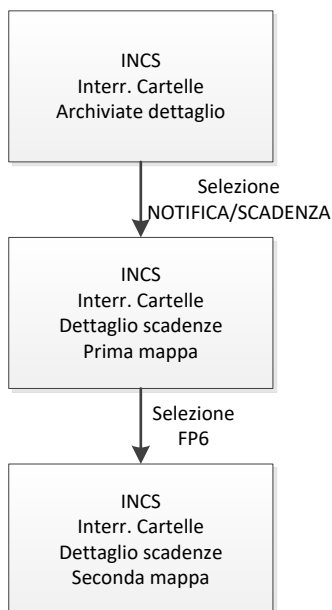 INCS
Interr. Cartelle
Archiviate dettaglio
Selezione
NOTIFICA/SCADENZA
INCS
Interr. Cartelle
Dettaglio scadenze
Prima mappa
Selezione
FP6
INCS
Interr. Cartelle
Dettaglio scadenze
Seconda mappa